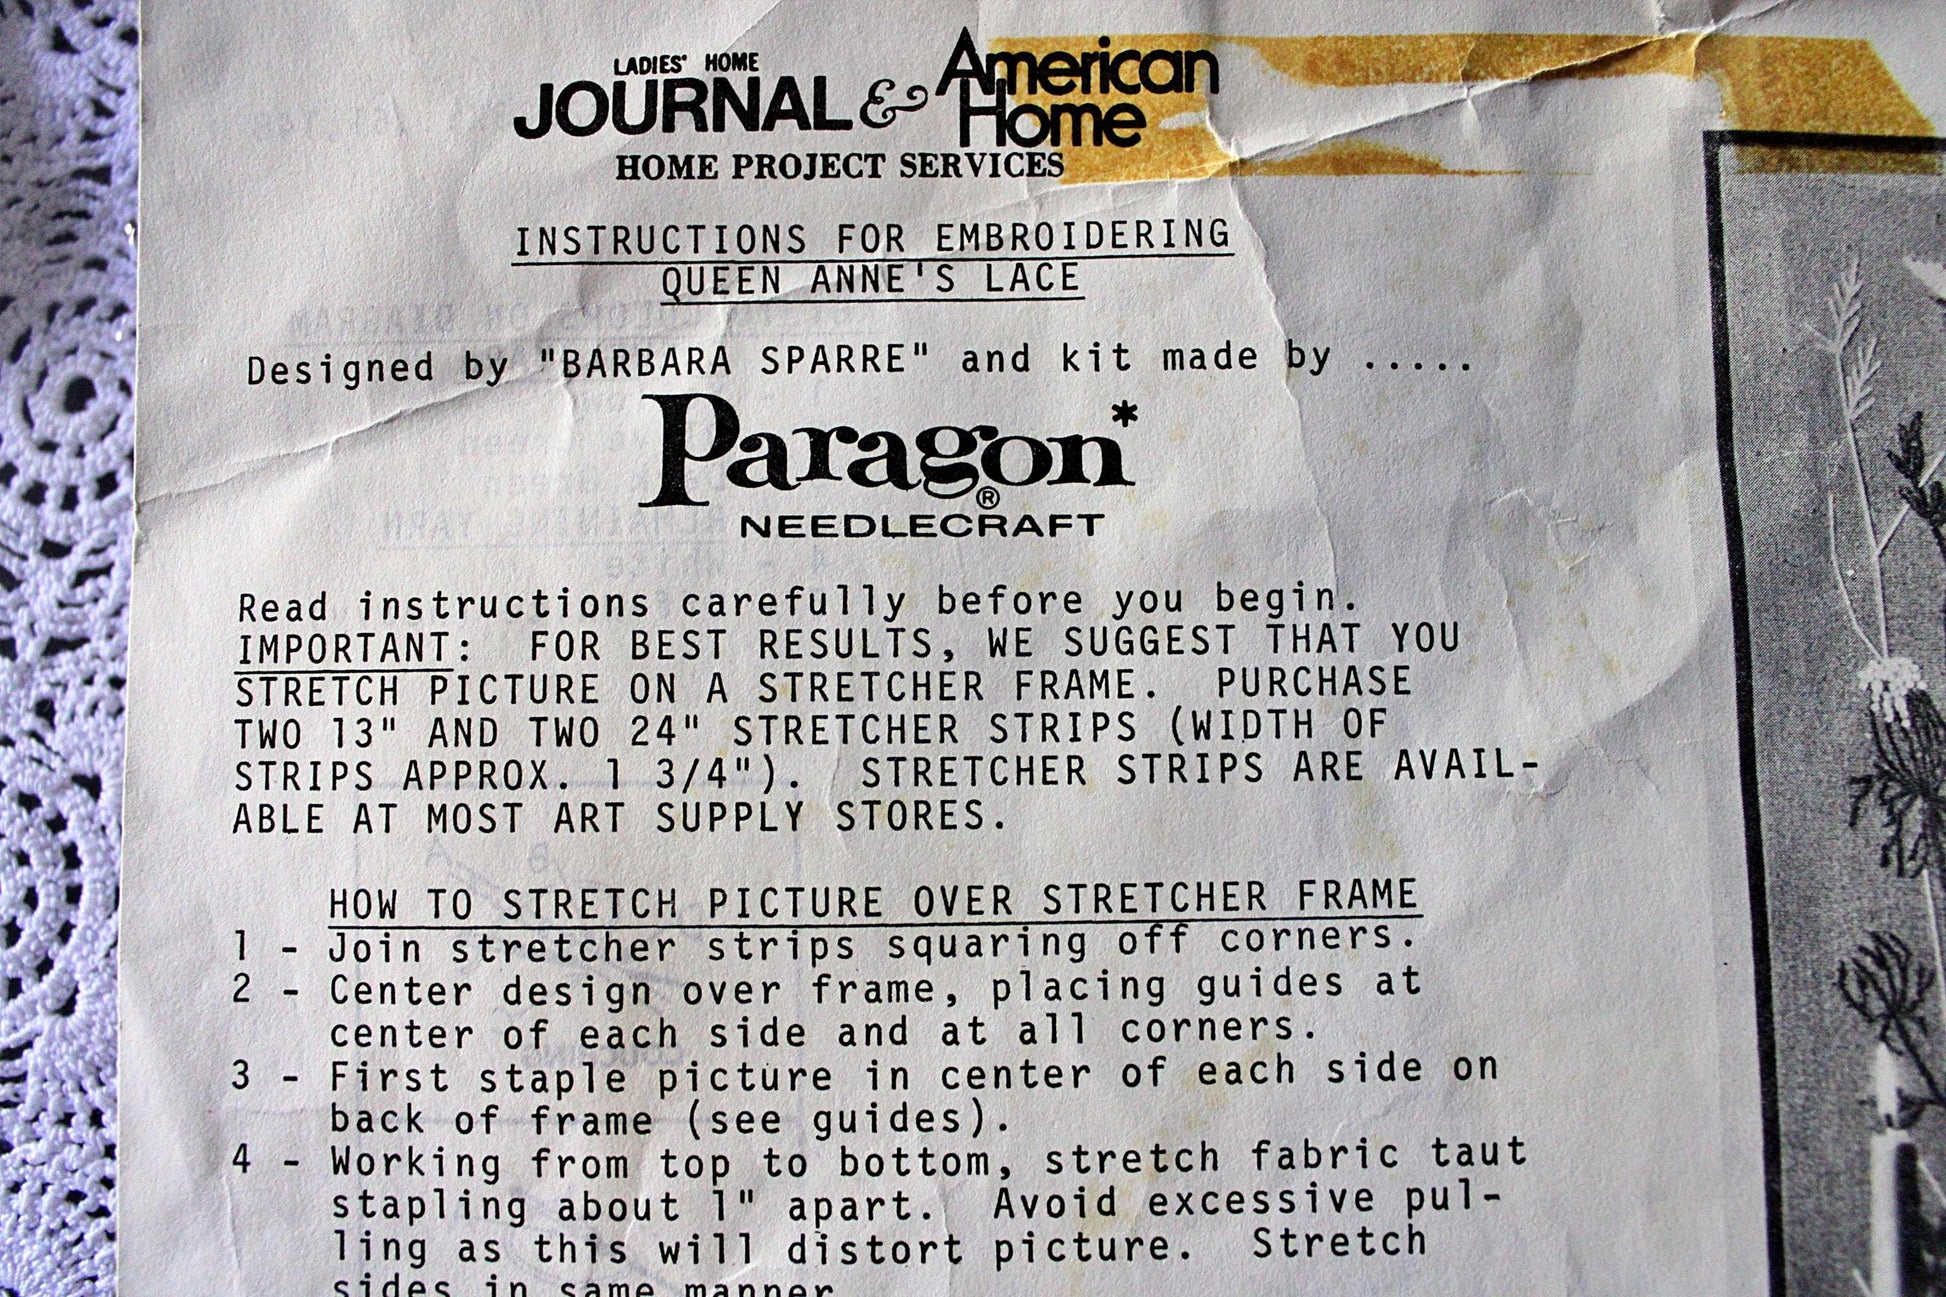 LADIES' HOME
JOURNAL & American
Home
HOME PROJECT SERVICES
INSTRUCTIONS FOR EMBROIDERING
QUEEN ANNE'S LACE
Designed by "BARBARA SPARRE" and kit made by .....
Paragon*
®
NEEDLECRAFT
Read instructions carefully before you begin.
IMPORTANT: FOR BEST RESULTS, WE SUGGEST THAT YOU
STRETCH PICTURE ON A STRETCHER FRAME. PURCHASE
TWO 13" AND TWO 24" STRETCHER STRIPS (WIDTH OF
STRIPS APPROX. 1 3/4"). STRETCHER STRIPS ARE AVAIL-
ABLE AT MOST ART SUPPLY STORES.
HOW TO STRETCH PICTURE OVER STRETCHER FRAME
1 - Join stretcher strips squaring off corners.
2 - Center design over frame, placing guides at
center of each side and at all corners.
3 - First staple picture in center of each side on
back of frame (see guides).
4 - Working from top to bottom, stretch fabric taut
stapling about 1" apart. Avoid excessive pul-
ling as this will distort picture. Stretch
sides in same manner